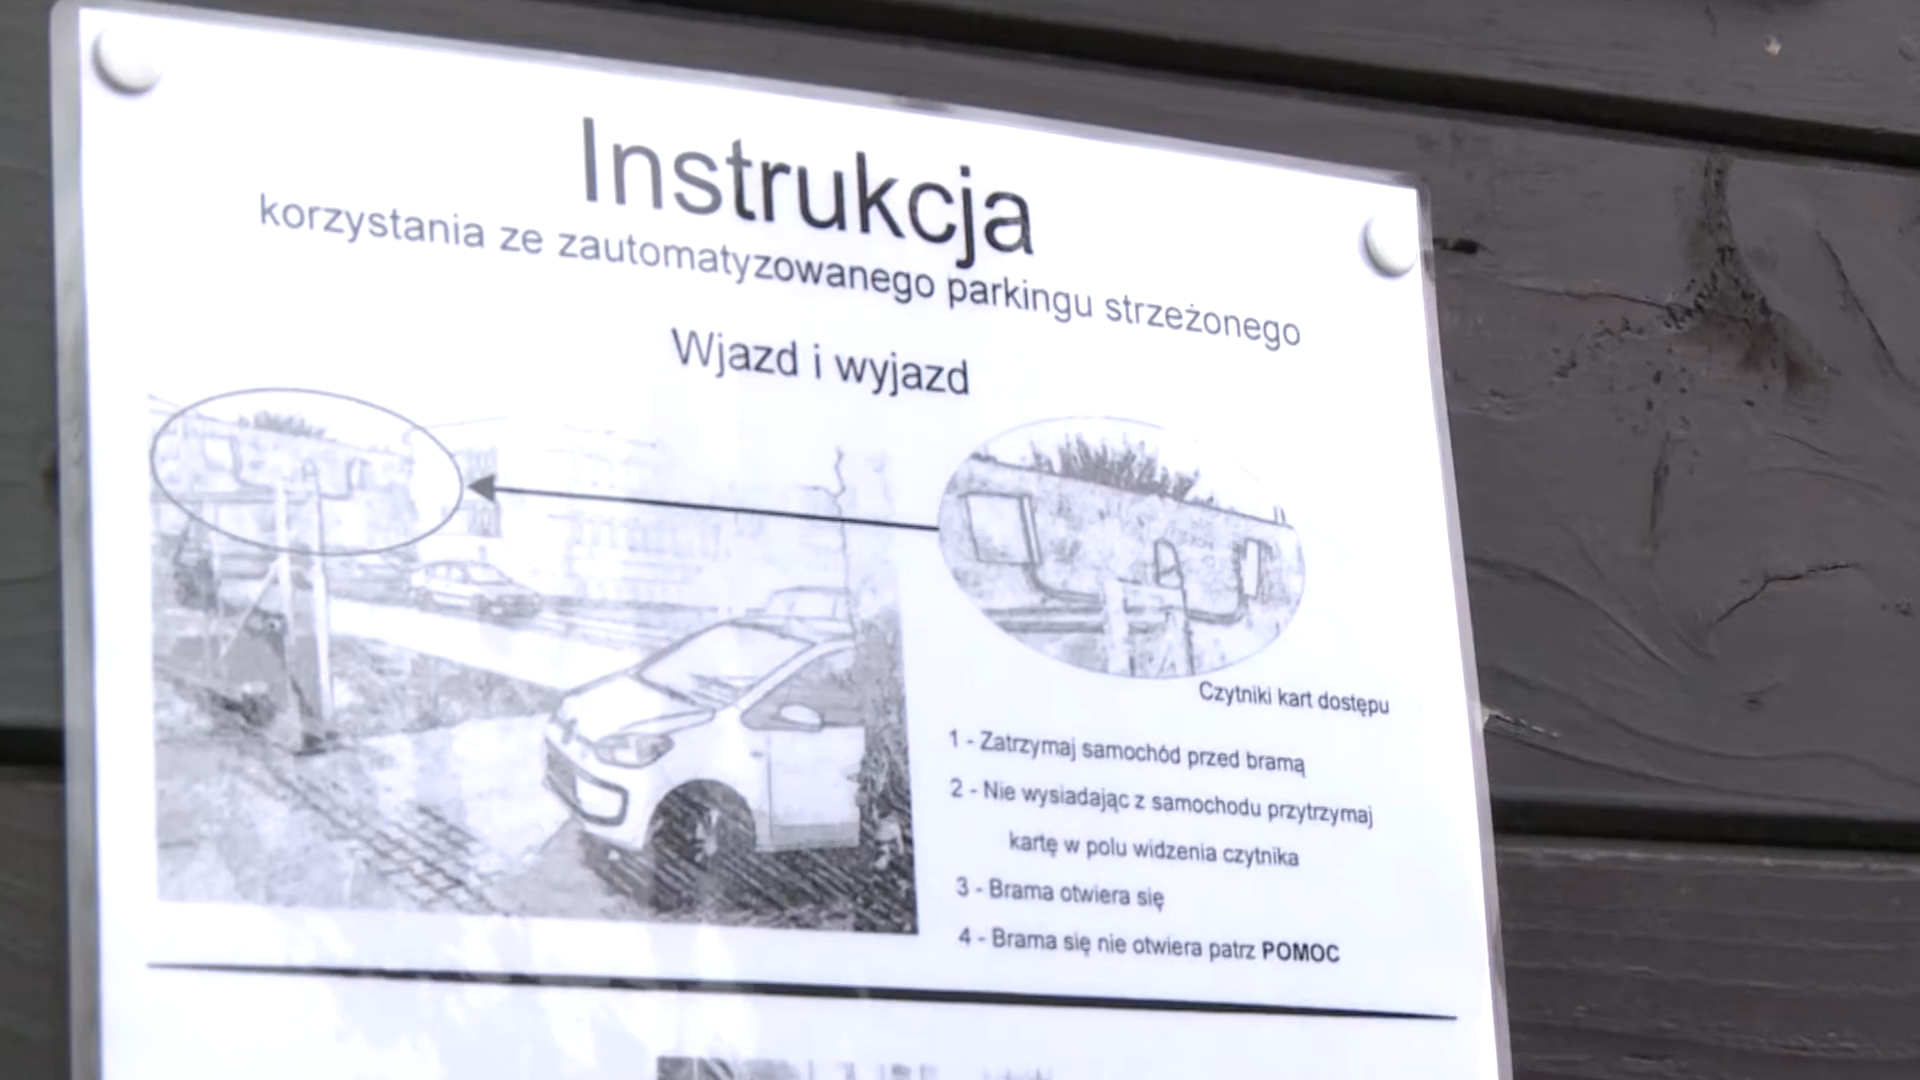 Instrukcja
korzystania ze zautomatyzowanego parkingu strzeżonego
Wjazd i wyjazd
Czytniki kart dostępu
1 - Zatrzymaj samochód przed bramą
2 - Nie wysiadając z samochodu przytrzymaj
kartę w polu widzenia czytnika
3 - Brama otwiera się
4 - Brama się nie otwiera patrz POMOC